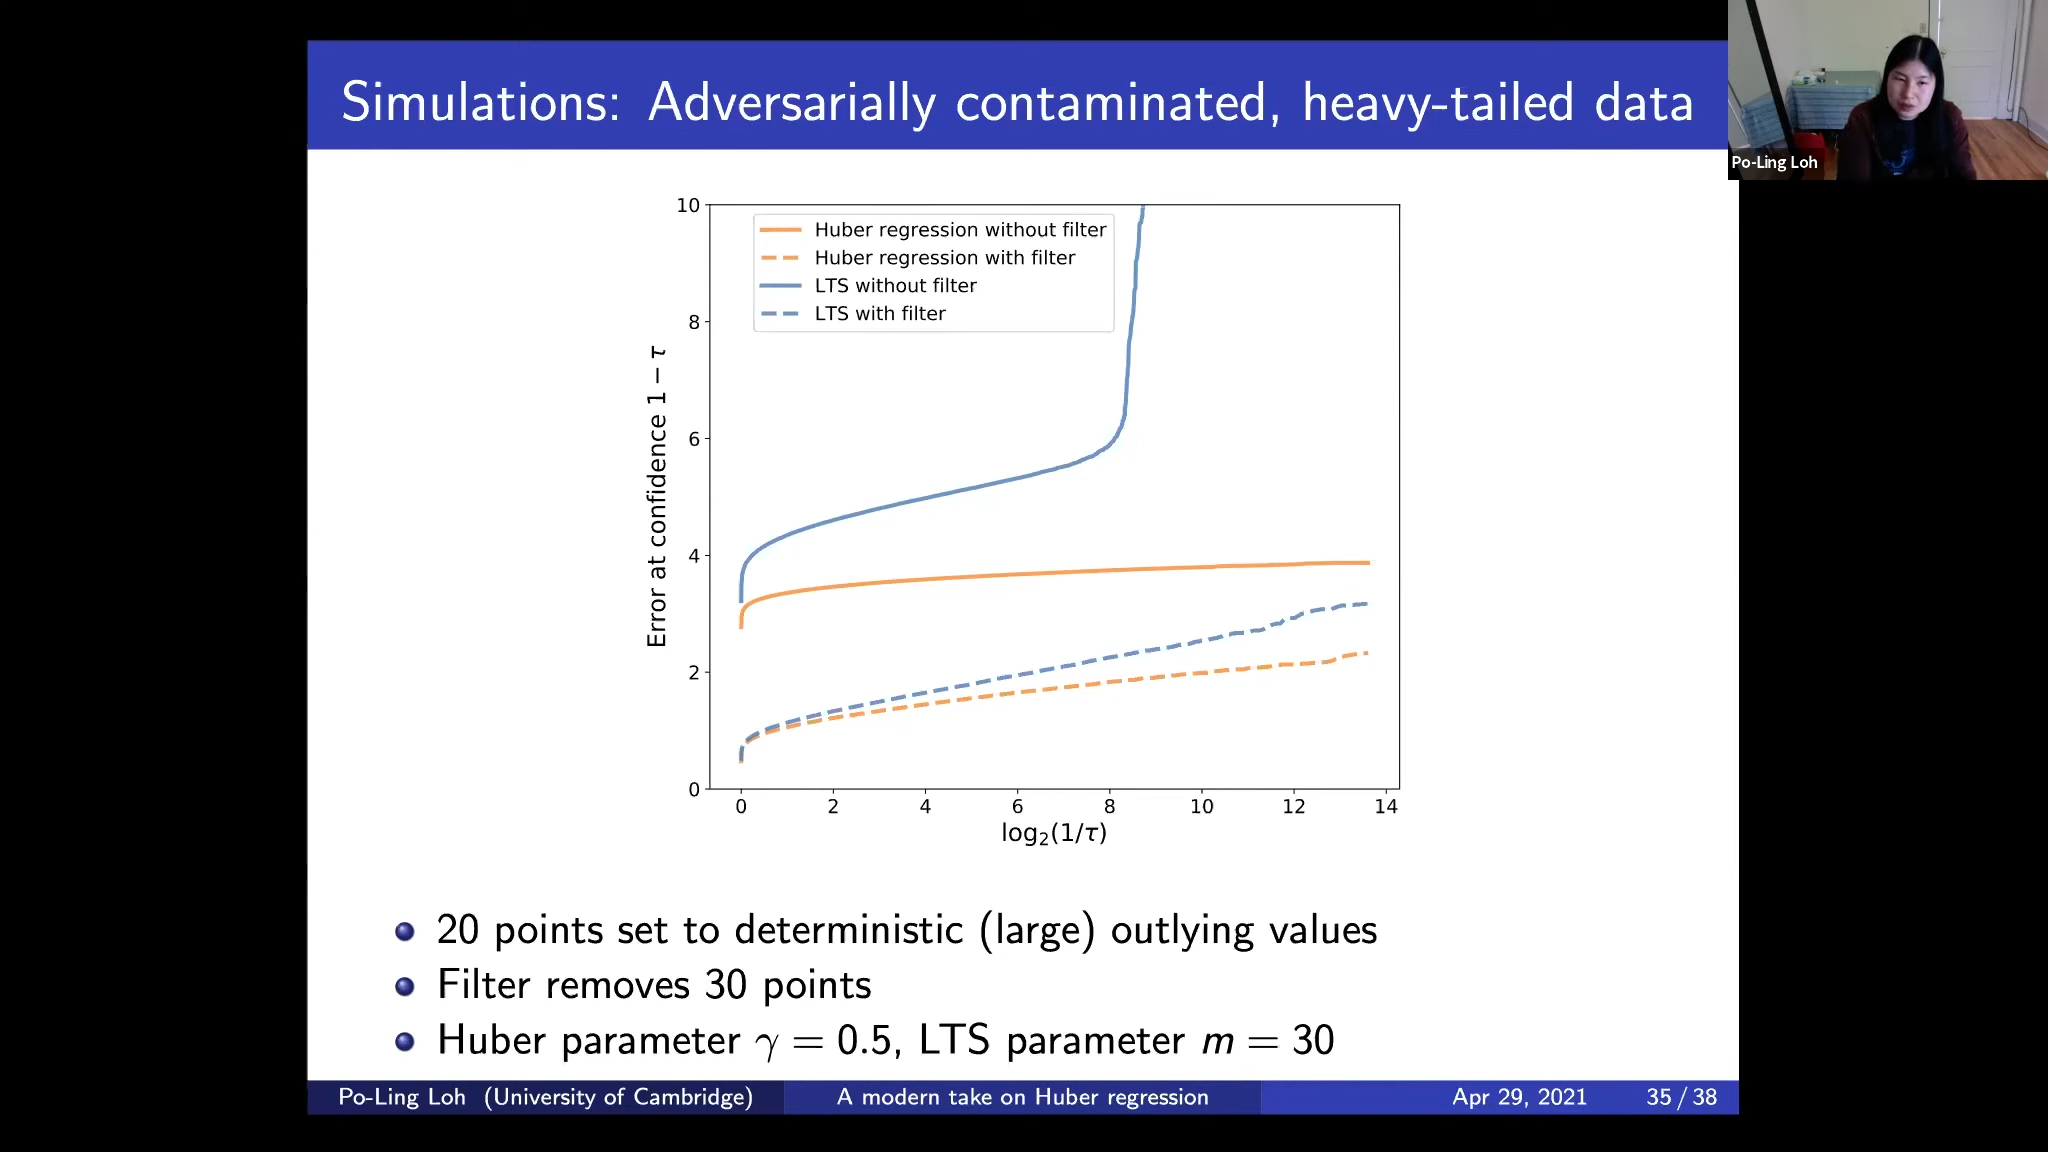 Simulations: Adversarially contaminated, heavy-tailed data
Po-Ling Loh
Huber regression without filter
Huber regression with filter
LTS without filter
LTS with filter
Error at confidence 1 − τ
10
8
6
4
2
0
0 2 4 6 8 10 12 14
log₂(1/τ)
20 points set to deterministic (large) outlying values
Filter removes 30 points
Huber parameter γ = 0.5, LTS parameter m = 30
Po-Ling Loh (University of Cambridge) A modern take on Huber regression Apr 29, 2021 35 / 38